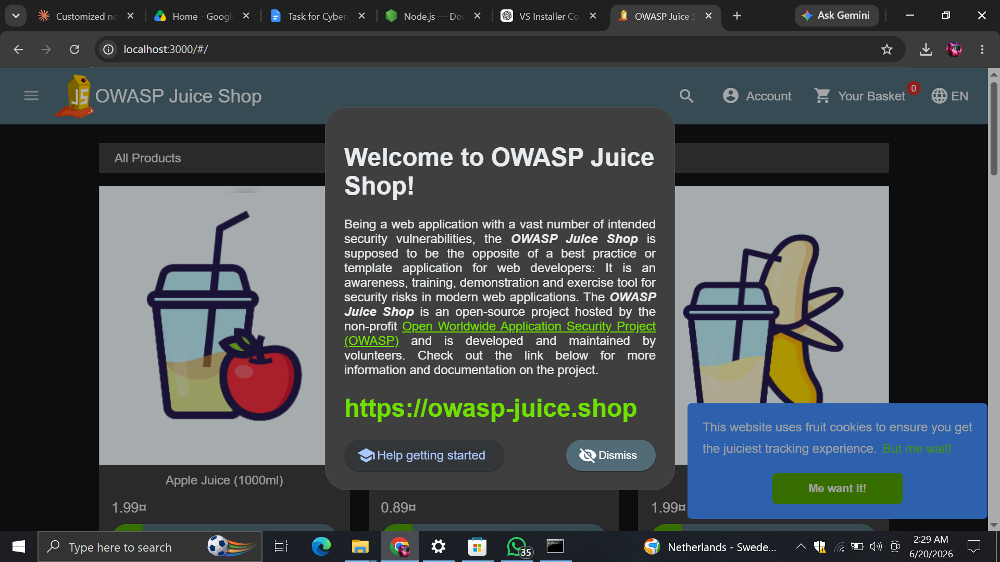 Customized no
Home - Googl
Task for Cyber
Node.js — Do
VS Installer Co
OWASP Juice S
Ask Gemini
localhost:3000/#/
JS
OWASP Juice Shop
Account
Your Basket
0
EN
All Products
Welcome to OWASP Juice
Shop!
Being a web application with a vast number of intended
security vulnerabilities, the OWASP Juice Shop is
supposed to be the opposite of a best practice or
template application for web developers: It is an
awareness, training, demonstration and exercise tool for
security risks in modern web applications. The OWASP
Juice Shop is an open-source project hosted by the
non-profit Open Worldwide Application Security Project
(OWASP) and is developed and maintained by
volunteers. Check out the link below for more
information and documentation on the project.
https://owasp-juice.shop
Help getting started
Dismiss
This website uses fruit cookies to ensure you get
the juiciest tracking experience. But me wait!
Me want it!
Apple Juice (1000ml)
1.99¤
0.89¤
1.99¤
Type here to search
35
Netherlands - Swede...
2:29 AM
6/20/2026